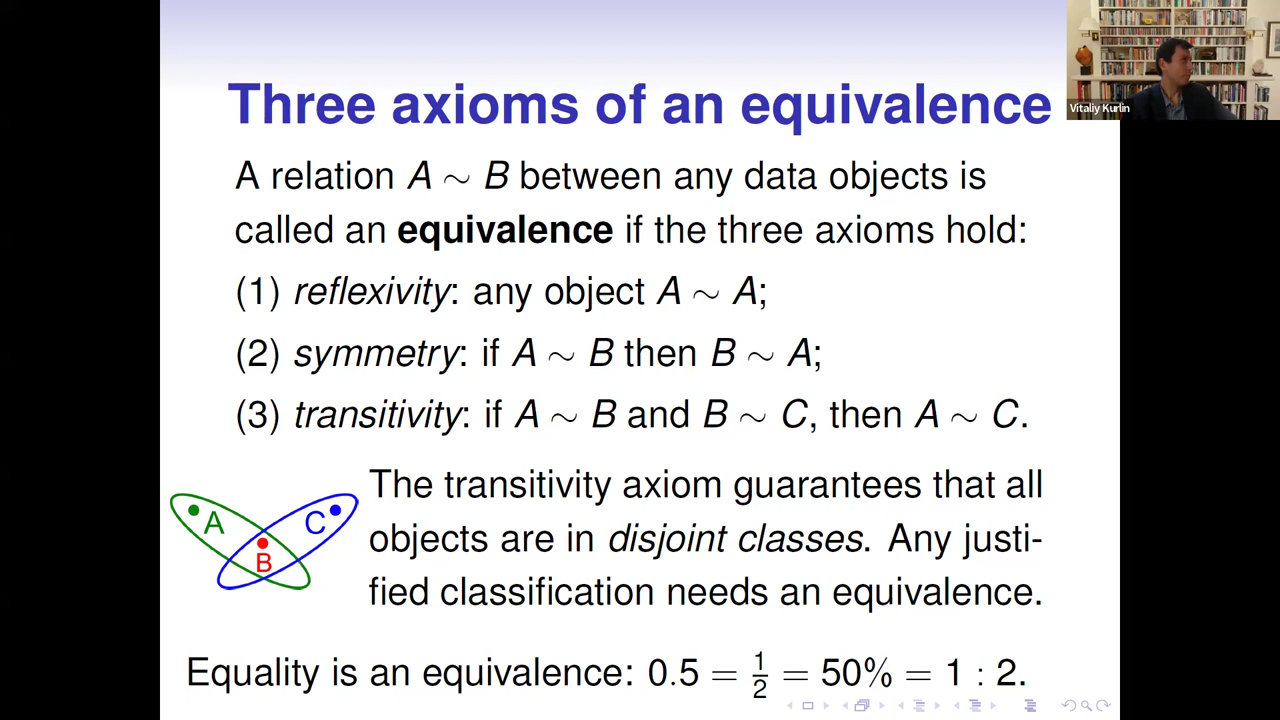 Three axioms of an equivalence
Vitaliy Kurlin
A relation A ∼ B between any data objects is
called an equivalence if the three axioms hold:
(1) reflexivity: any object A ∼ A;
(2) symmetry: if A ∼ B then B ∼ A;
(3) transitivity: if A ∼ B and B ∼ C, then A ∼ C.
A
C
B
The transitivity axiom guarantees that all
objects are in disjoint classes. Any justi-
fied classification needs an equivalence.
Equality is an equivalence: 0.5 = 1/2 = 50% = 1 : 2.